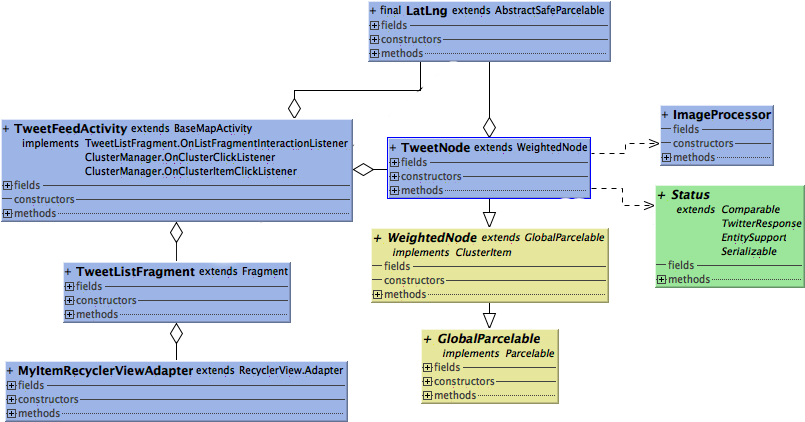 + final LatLng extends AbstractSafeParcelable
fields
constructors
methods
+ TweetFeedActivity extends BaseMapActivity
implements TweetListFragment.OnListFragmentInteractionListener
ClusterManager.OnClusterClickListener
ClusterManager.OnClusterItemClickListener
fields
constructors
methods
+ TweetNode extends WeightedNode
fields
constructors
methods
+ ImageProcessor
fields
constructors
methods
+ Status
extends Comparable
TwitterResponse
EntitySupport
Serializable
fields
methods
+ WeightedNode extends GlobalParcelable
implements ClusterItem
fields
constructors
methods
+ TweetListFragment extends Fragment
fields
constructors
methods
+ GlobalParcelable
implements Parcelable
fields
constructors
methods
+ MyItemRecyclerViewAdapter extends RecyclerView.Adapter
fields
constructors
methods